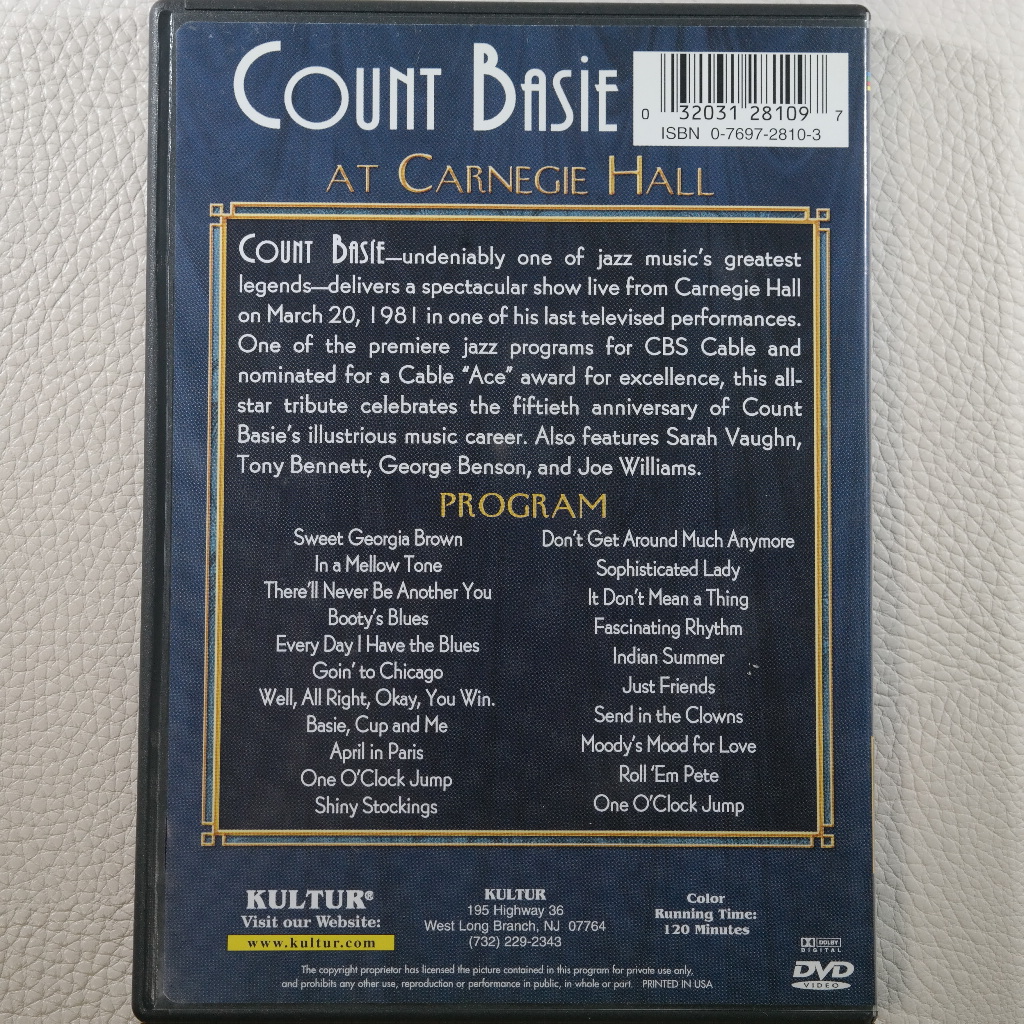 COUNT BASIE
0 32031 28109 7
ISBN 0-7697-2810-3
AT CARNEGIE HALL
COUNT BASIE—undeniably one of jazz music's greatest
legends—delivers a spectacular show live from Carnegie Hall
on March 20, 1981 in one of his last televised performances.
One of the premiere jazz programs for CBS Cable and
nominated for a Cable “Ace” award for excellence, this all-
star tribute celebrates the fiftieth anniversary of Count
Basie's illustrious music career. Also features Sarah Vaughn,
Tony Bennett, George Benson, and Joe Williams.
PROGRAM
Sweet Georgia Brown
In a Mellow Tone
There'll Never Be Another You
Booty's Blues
Every Day I Have the Blues
Goin' to Chicago
Well, All Right, Okay, You Win.
Basie, Cup and Me
April in Paris
One O'Clock Jump
Shiny Stockings
Don't Get Around Much Anymore
Sophisticated Lady
It Don't Mean a Thing
Fascinating Rhythm
Indian Summer
Just Friends
Send in the Clowns
Moody's Mood for Love
Roll ‘Em Pete
One O'Clock Jump
KULTUR®
Visit our Website:
www.kultur.com
KULTUR
195 Highway 36
West Long Branch, NJ 07764
(732) 229-2343
Color
Running Time:
120 Minutes
DOLBY
DIGITAL
DVD
VIDEO
The copyright proprietor has licensed the picture contained in this program for private use only,
and prohibits any other use, reproduction or performance in public, in whole or part. PRINTED IN USA